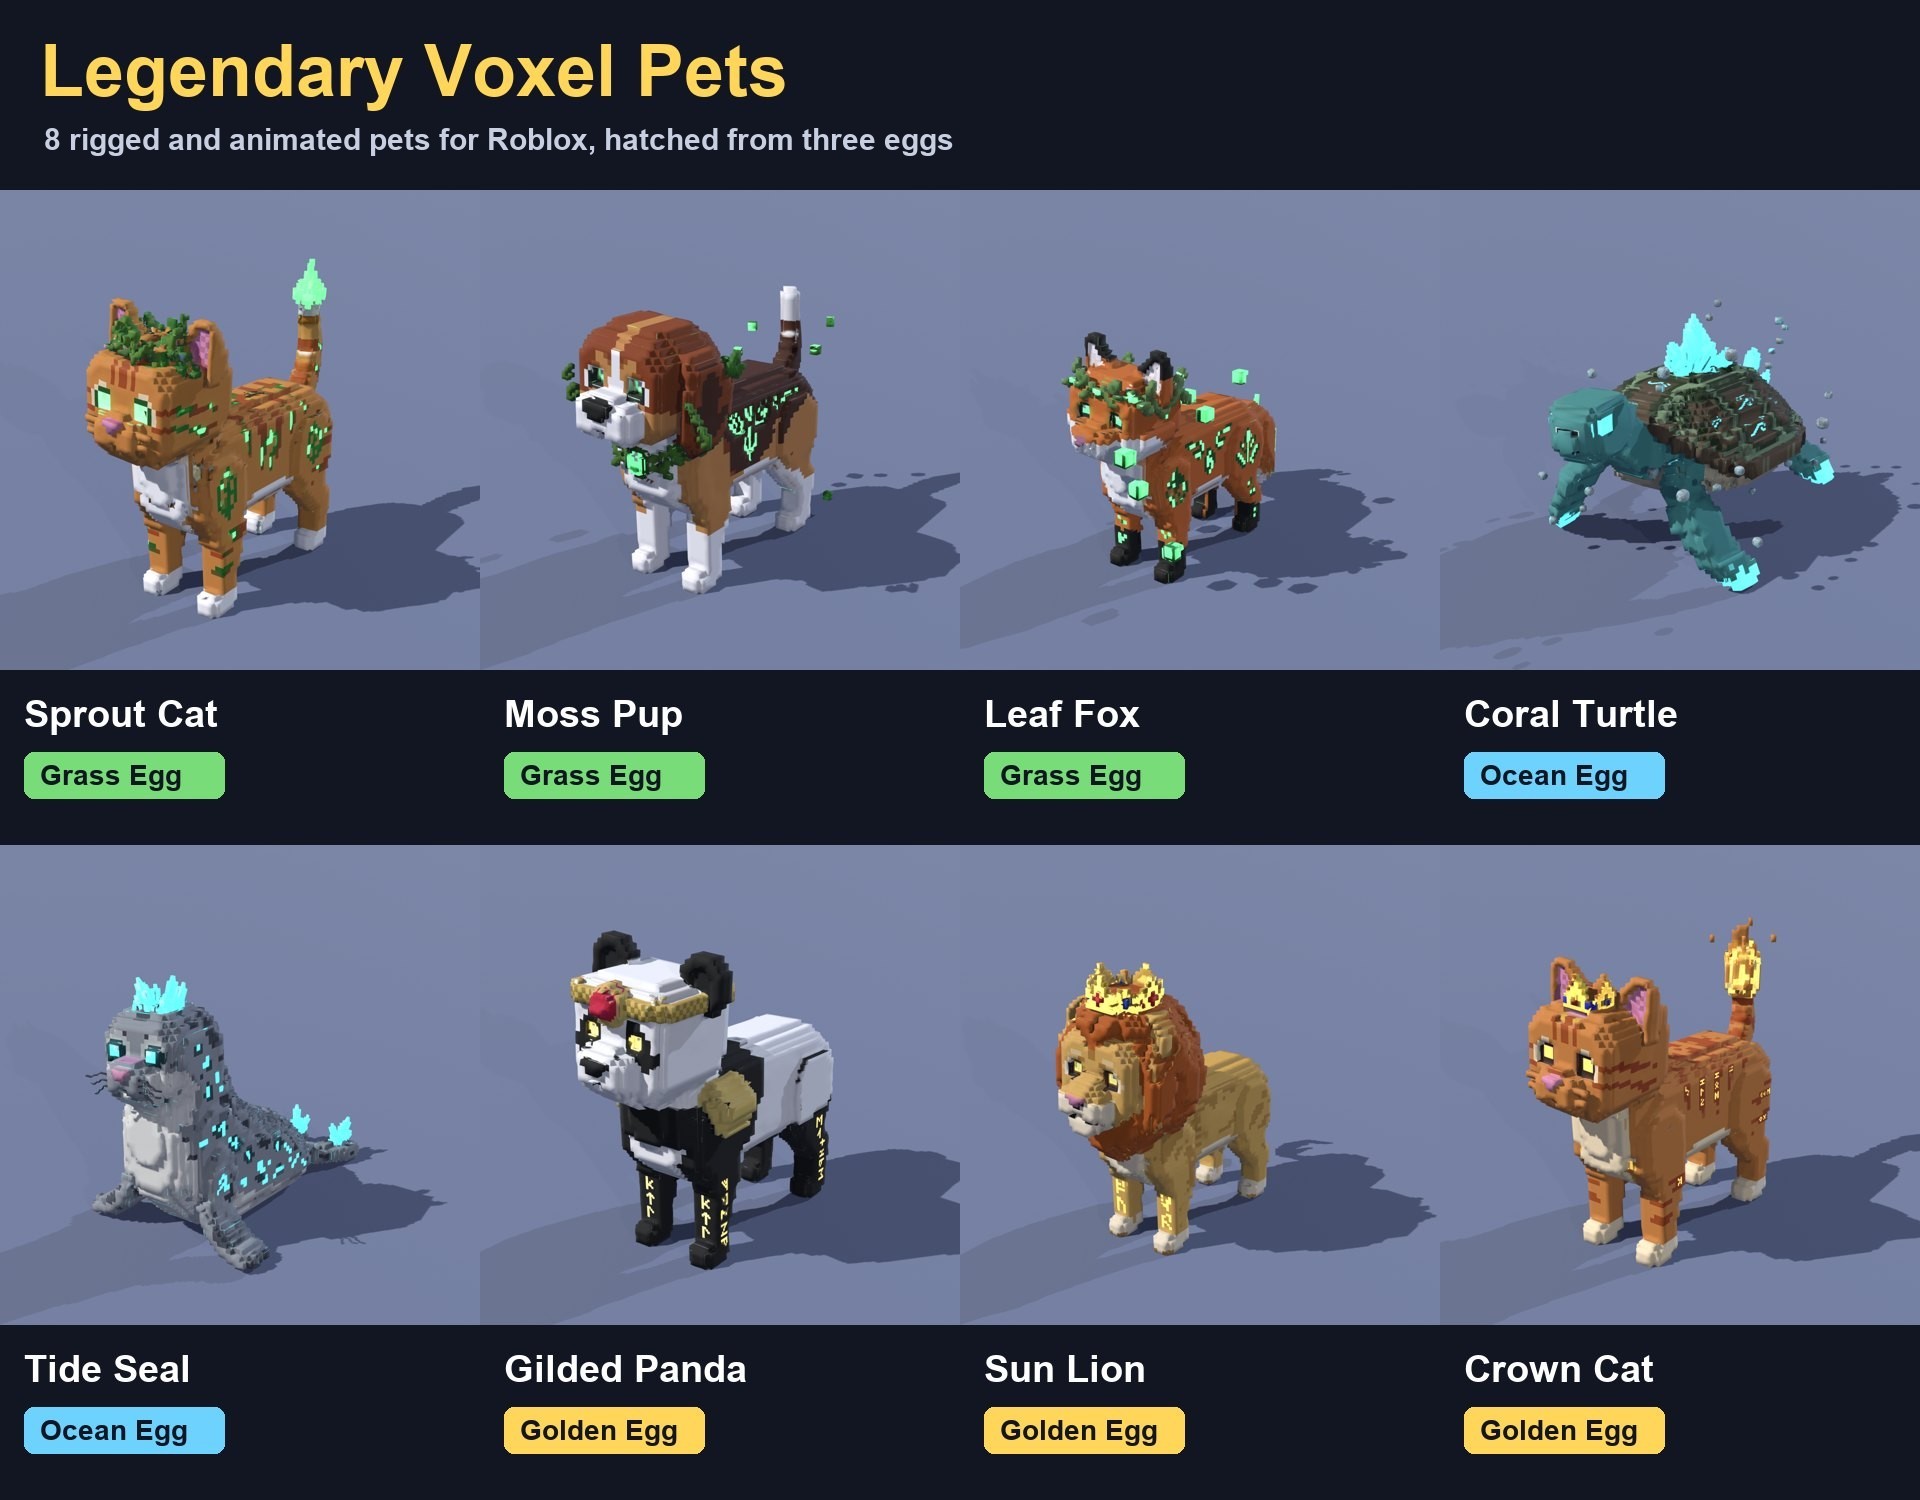 Legendary Voxel Pets
8 rigged and animated pets for Roblox, hatched from three eggs
Sprout Cat
Grass Egg
Moss Pup
Grass Egg
Leaf Fox
Grass Egg
Coral Turtle
Ocean Egg
Tide Seal
Ocean Egg
Gilded Panda
Golden Egg
Sun Lion
Golden Egg
Crown Cat
Golden Egg